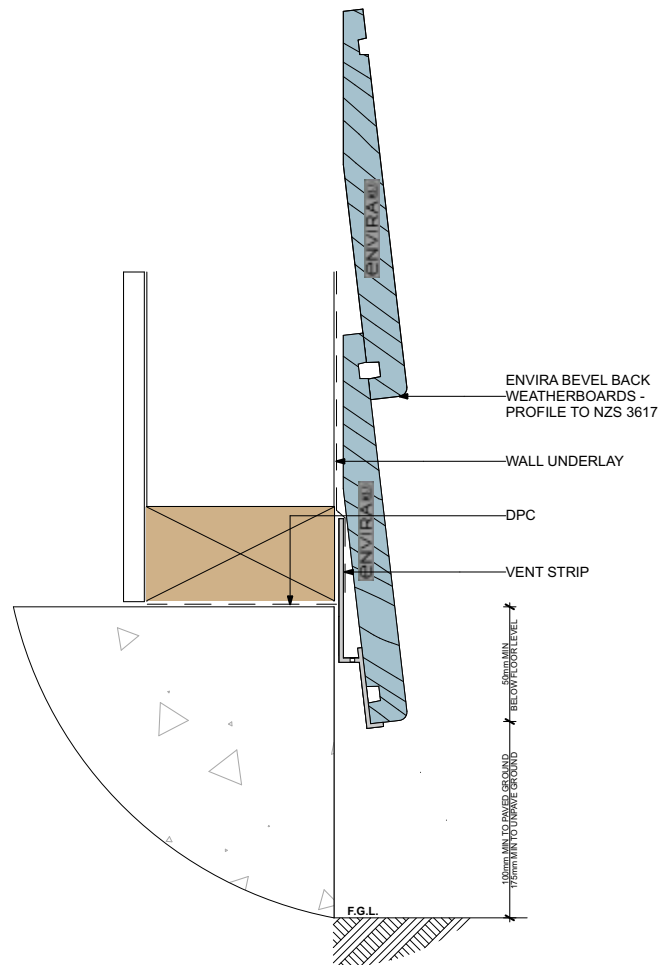 ENVIRA
ENVIRA BEVEL BACK
WEATHERBOARDS -
PROFILE TO NZS 3617
WALL UNDERLAY
ENVIRA
DPC
VENT STRIP
50mm MIN
BELOW FLOOR LEVEL
100mm MIN TO PAVED GROUND
175mm MIN TO UNPAVE GROUND
F.G.L.